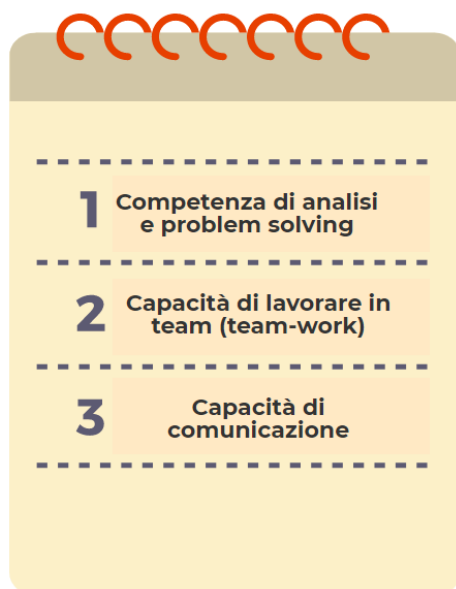 1 Competenza di analisi
e problem solving
2 Capacità di lavorare in
team (team-work)
3 Capacità di
comunicazione